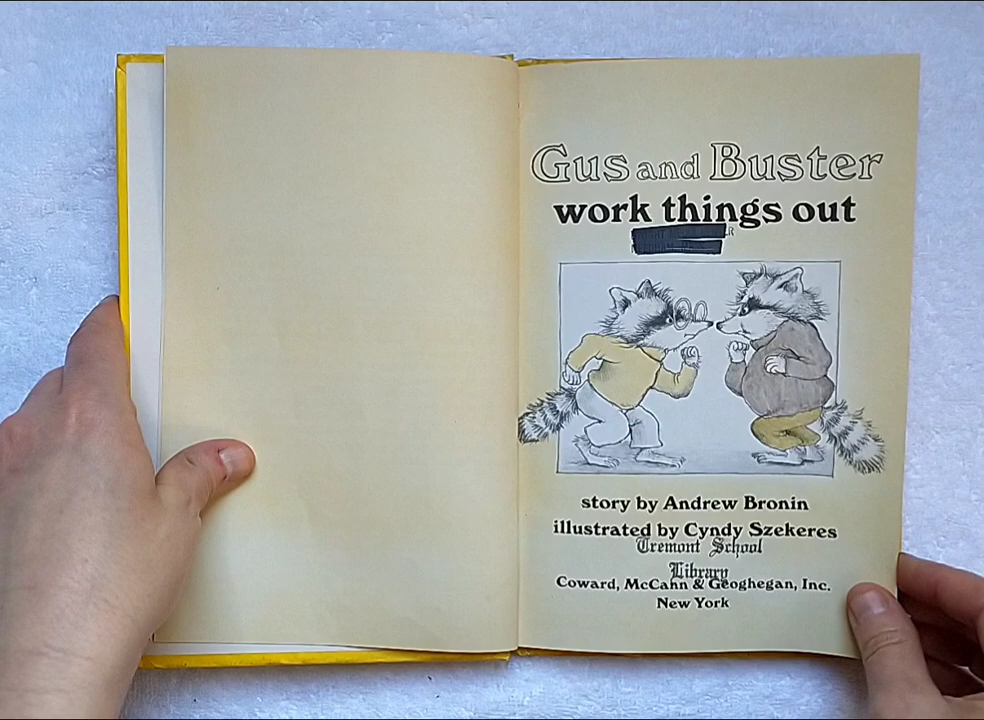 Gus and Buster
work things out
story by Andrew Bronin
illustrated by Cyndy Szekeres
Tremont School
Library
Coward, McCann & Geoghegan, Inc.
New York